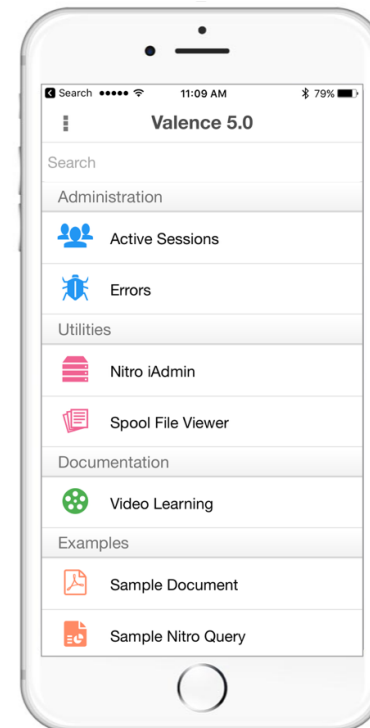 Search 11:09 AM 79%
Valence 5.0
Search
Administration
Active Sessions
Errors
Utilities
Nitro iAdmin
Spool File Viewer
Documentation
Video Learning
Examples
Sample Document
Sample Nitro Query